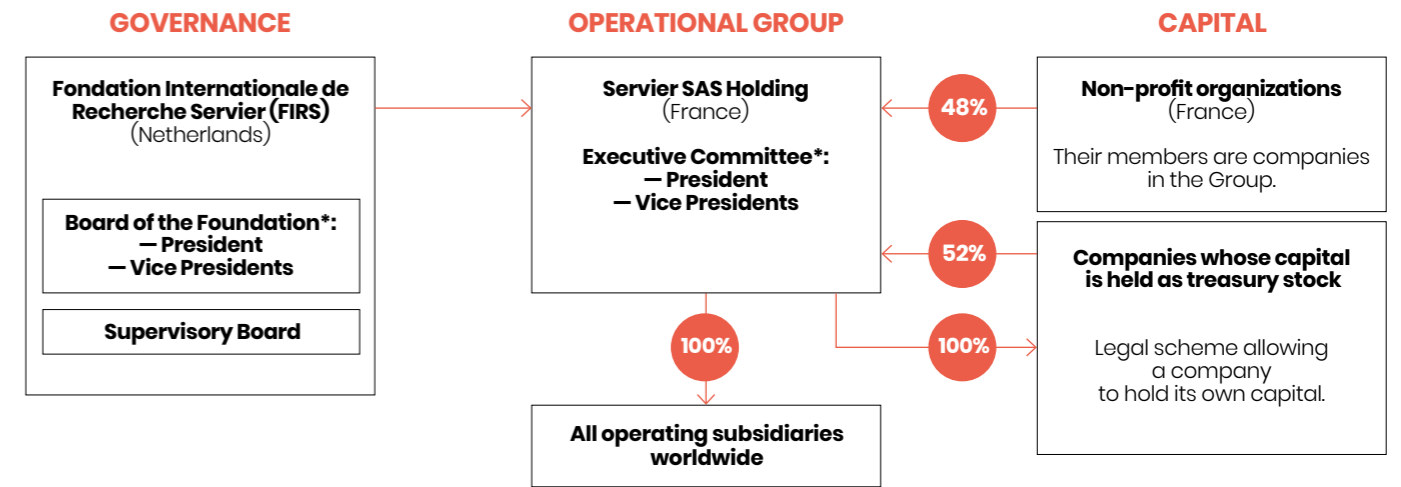 GOVERNANCE
Fondation Internationale de
Recherche Servier (FIRS)
(Netherlands)
Board of the Foundation*:
— President
— Vice Presidents
Supervisory Board
OPERATIONAL GROUP
Servier SAS Holding
(France)
Executive Committee*:
— President
— Vice Presidents
100%
All operating subsidiaries
worldwide
CAPITAL
48%
Non-profit organizations
(France)
Their members are companies
in the Group.
52%
Companies whose capital
is held as treasury stock
100%
Legal scheme allowing
a company
to hold its own capital.